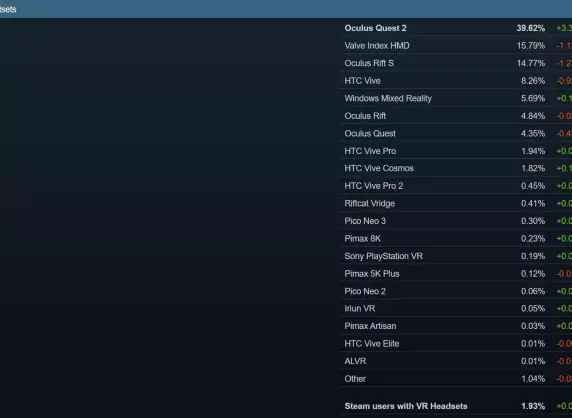 Oculus Quest 2 39.62%
Valve Index HMD 15.79%
Oculus Rift S 14.77%
HTC Vive 8.26%
Windows Mixed Reality 5.69%
Oculus Rift 4.84%
Oculus Quest 4.35%
HTC Vive Pro 1.94%
HTC Vive Cosmos 1.82%
HTC Vive Pro 2 0.45%
Riftcat Vridge 0.41%
Pico Neo 3 0.30%
Pimax 8K 0.23%
Sony PlayStation VR 0.19%
Pimax 5K Plus 0.12%
Pico Neo 2 0.06%
Iriun VR 0.05%
Pimax Artisan 0.03%
HTC Vive Elite 0.01%
ALVR 0.01%
Other 1.04%
Steam users with VR Headsets 1.93%